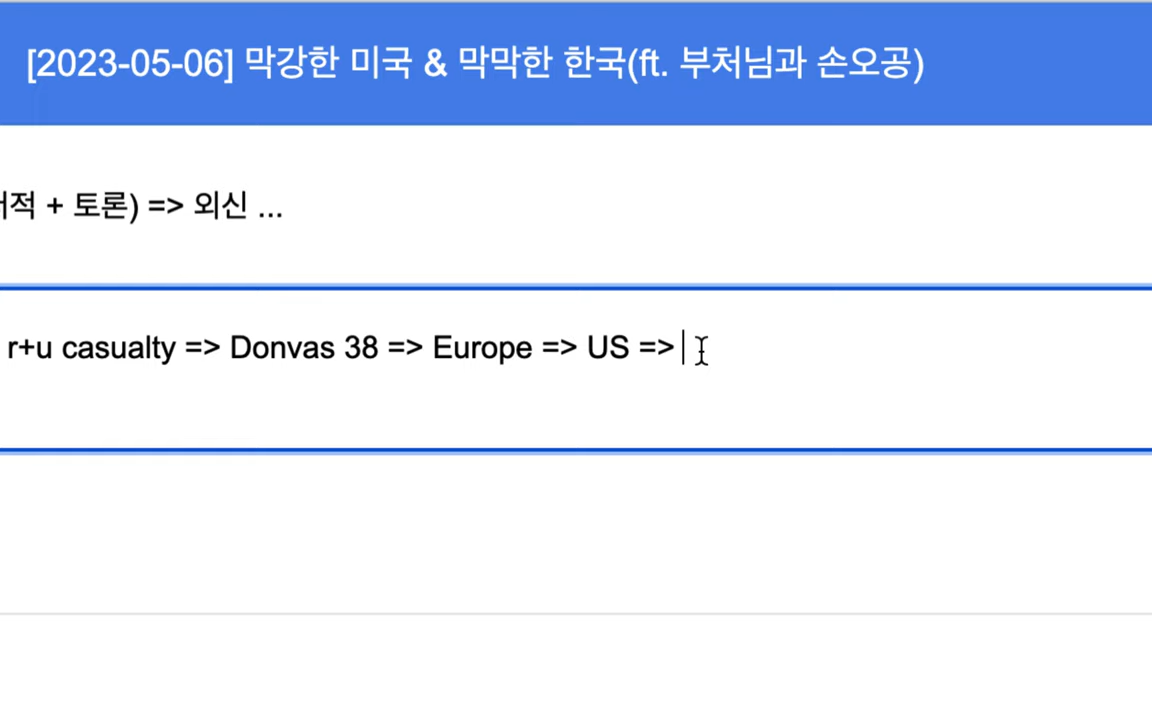 [2023-05-06] 막강한 미국 & 막막한 한국(ft. 부처님과 손오공)
적 + 토론) => 외신 ...
r+u casualty => Donvas 38 => Europe => US =>